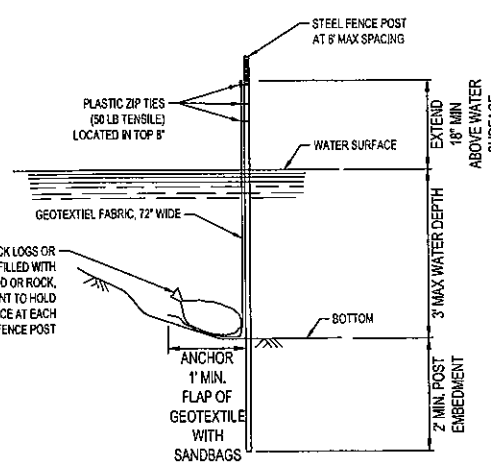 STEEL FENCE POST
AT 6' MAX SPACING
PLASTIC ZIP TIES
(50 LB TENSILE)
LOCATED IN TOP 8"
EXTEND
18" MIN
ABOVE WATER
WATER SURFACE
GEOTEXTIEL FABRIC, 72" WIDE
3' MAX WATER DEPTH
CK LOGS OR
FILLED WITH
OD OR ROCK,
NT TO HOLD
CE AT EACH
FENCE POST
BOTTOM
ANCHOR
1' MIN.
FLAP OF
GEOTEXTILE
WITH
SANDBAGS
2' MIN. POST
EMBEDMENT